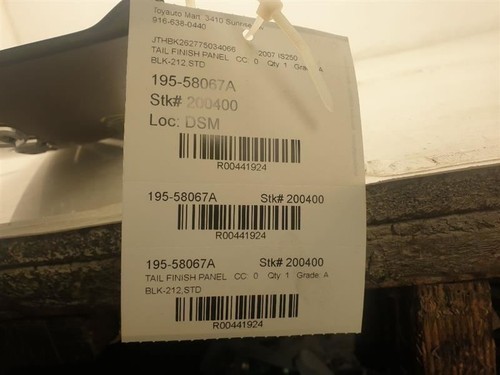 Toyauto Mart 3410 Sunrise
916-638-0440
JTHBK262775034066 2007 IS250
TAIL FINISH PANEL CC: 0 Qty 1 Grade: A
BLK-212,STD
195-58067A
Stk# 200400
Loc: DSM
R00441924
195-58067A Stk# 200400
R00441924
195-58067A Stk# 200400
TAIL FINISH PANEL CC: 0 Qty 1 Grade: A
BLK-212,STD
R00441924